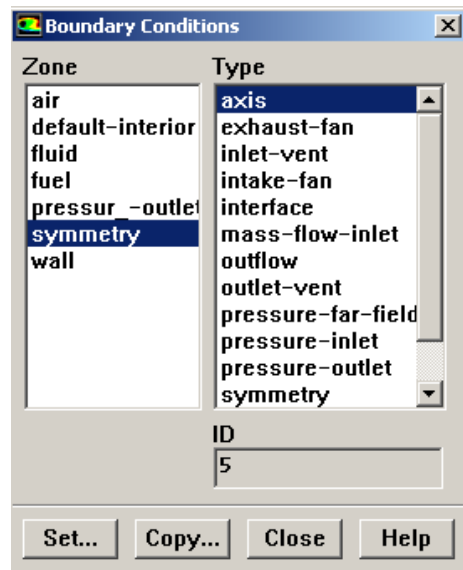 Boundary Conditions
Zone
air
default-interior
fluid
fuel
pressur_-outlet
symmetry
wall
Type
axis
exhaust-fan
inlet-vent
intake-fan
interface
mass-flow-inlet
outflow
outlet-vent
pressure-far-field
pressure-inlet
pressure-outlet
symmetry
ID
5
Set...
Copy...
Close
Help